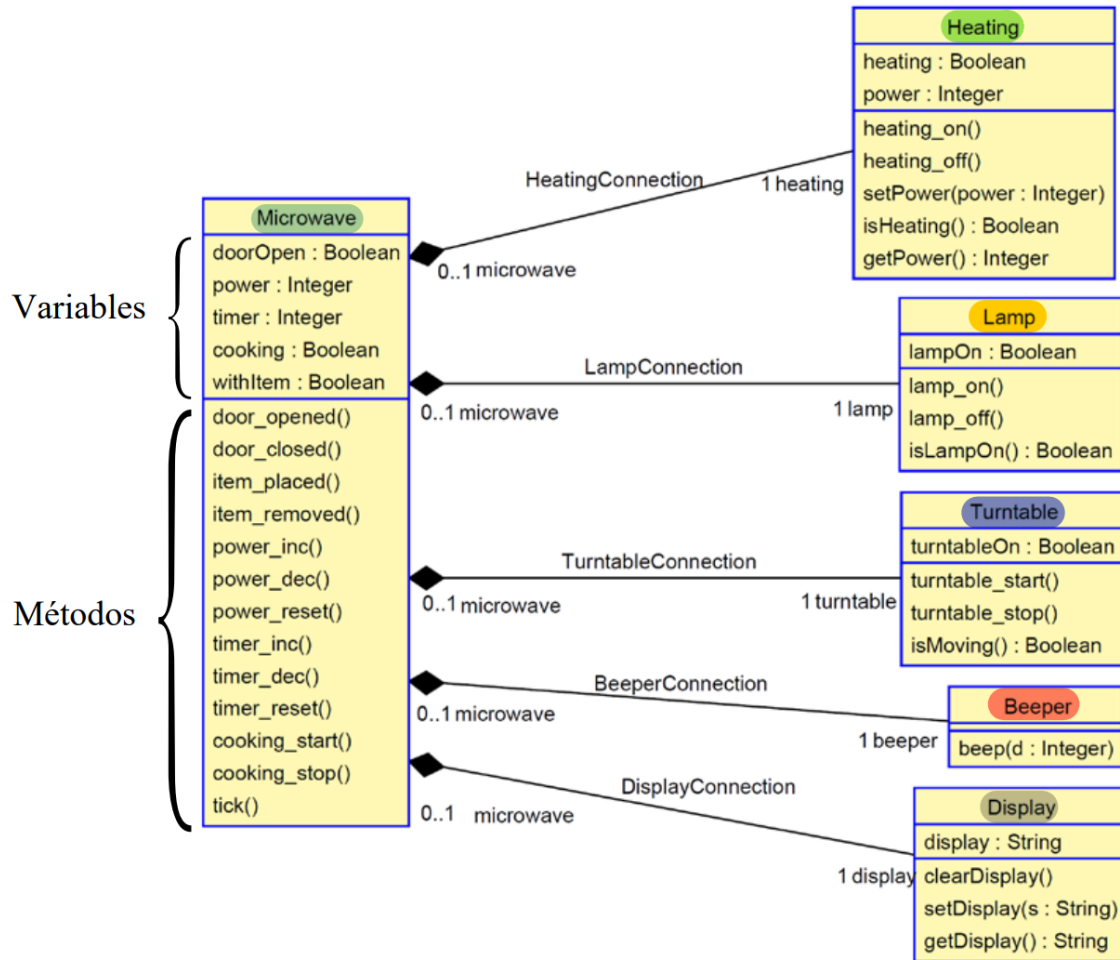 Heating
heating : Boolean
power : Integer
heating_on()
heating_off()
setPower(power : Integer)
isHeating() : Boolean
getPower() : Integer
HeatingConnection
1 heating
0..1 microwave
Variables
Microwave
doorOpen : Boolean
power : Integer
timer : Integer
cooking : Boolean
withItem : Boolean
Métodos
door_opened()
door_closed()
item_placed()
item_removed()
power_inc()
power_dec()
power_reset()
timer_inc()
timer_dec()
timer_reset()
cooking_start()
cooking_stop()
tick()
LampConnection
0..1 microwave
1 lamp
Lamp
lampOn : Boolean
lamp_on()
lamp_off()
isLampOn() : Boolean
TurntableConnection
0..1 microwave
1 turntable
Turntable
turntableOn : Boolean
turntable_start()
turntable_stop()
isMoving() : Boolean
BeeperConnection
0..1 microwave
1 beeper
Beeper
beep(d : Integer)
DisplayConnection
0..1 microwave
1 display
Display
display : String
clearDisplay()
setDisplay(s : String)
getDisplay() : String